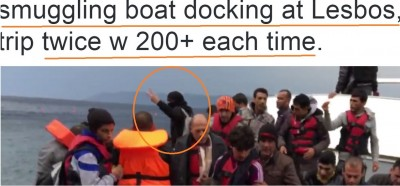 smuggling boat docking at Lesbos,
trip twice w 200+ each time.